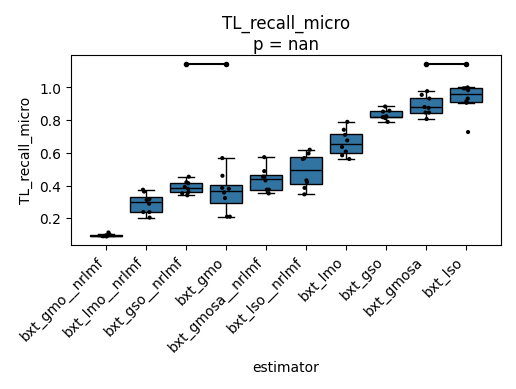 TL_recall_micro
p = nan
TL_recall_micro
1.0
0.8
0.6
0.4
0.2
bxt_gmo__nrlmf
bxt_lmo__nrlmf
bxt_gso__nrlmf
bxt_gmo
bxt_gmosa__nrlmf
bxt_lso__nrlmf
bxt_lmo
bxt_gso
bxt_gmosa
bxt_lso
estimator